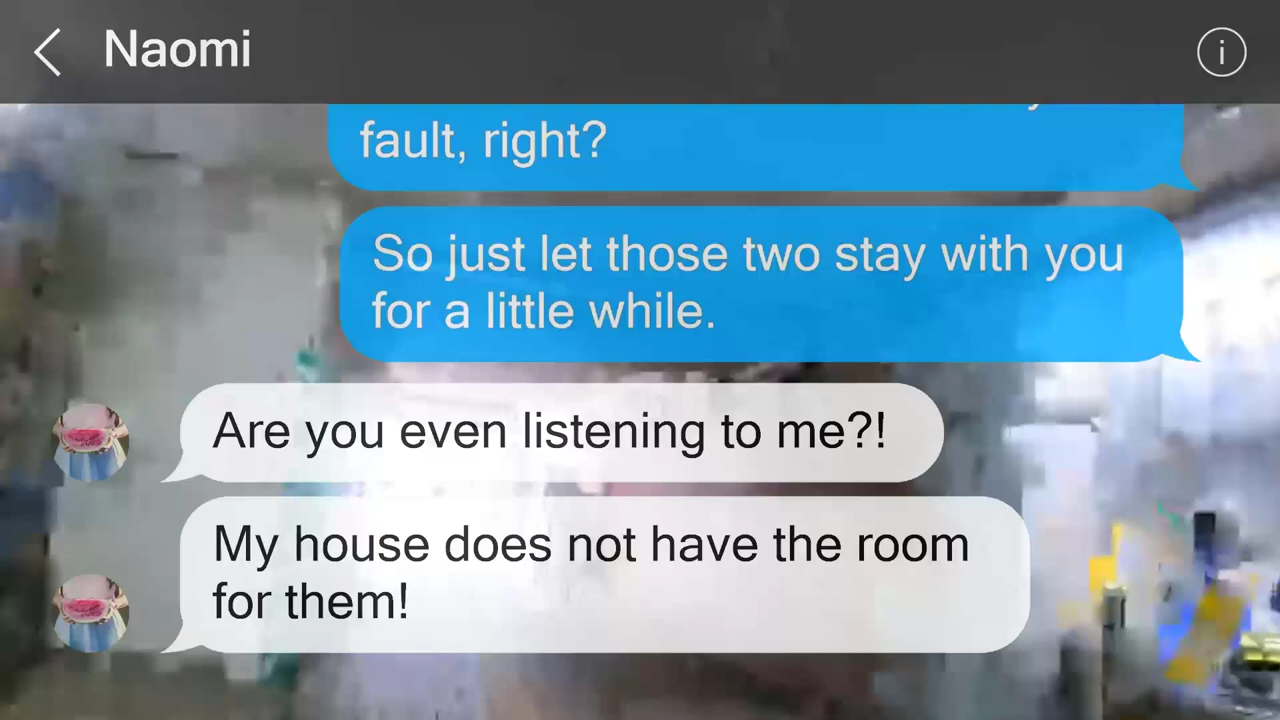 Naomi
fault, right?
So just let those two stay with you
for a little while.
Are you even listening to me?!
My house does not have the room
for them!